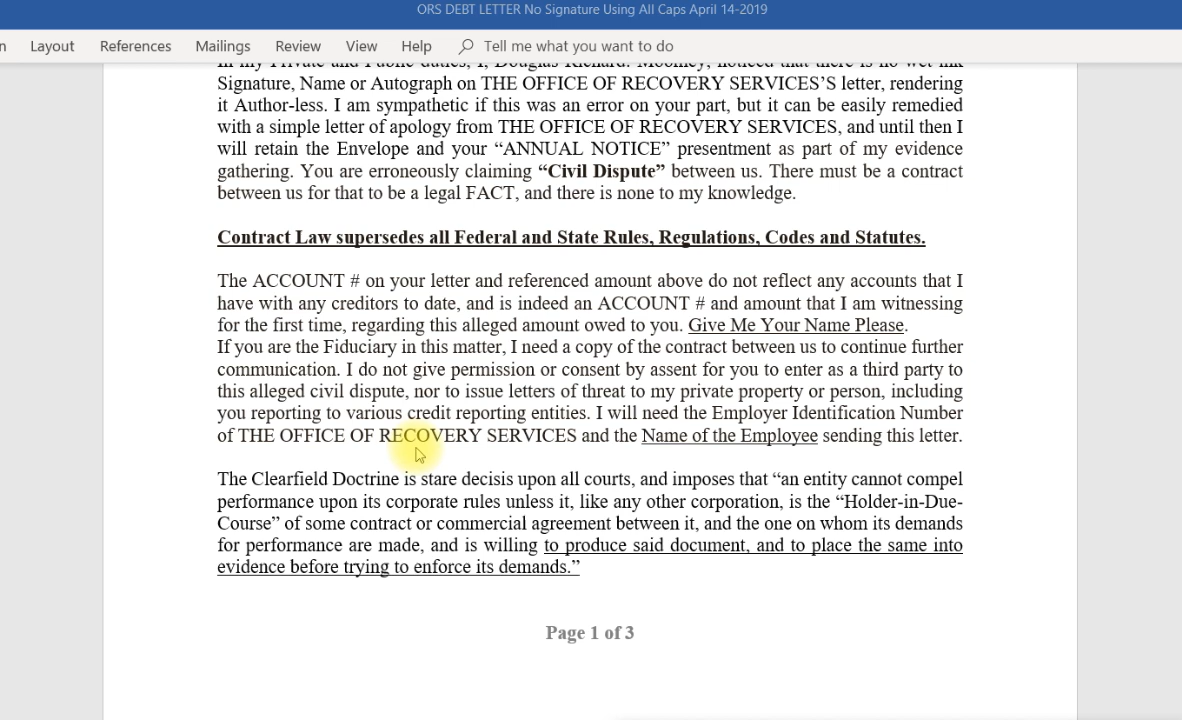 ORS DEBT LETTER No Signature Using All Caps April 14-2019
n Layout References Mailings Review View Help Tell me what you want to do
In my Private and Public duties, I, Douglas Richard: Moomey, noticed that there is no wet ink
Signature, Name or Autograph on THE OFFICE OF RECOVERY SERVICES’S letter, rendering
it Author-less. I am sympathetic if this was an error on your part, but it can be easily remedied
with a simple letter of apology from THE OFFICE OF RECOVERY SERVICES, and until then I
will retain the Envelope and your “ANNUAL NOTICE” presentment as part of my evidence
gathering. You are erroneously claiming “Civil Dispute” between us. There must be a contract
between us for that to be a legal FACT, and there is none to my knowledge.
Contract Law supersedes all Federal and State Rules, Regulations, Codes and Statutes.
The ACCOUNT # on your letter and referenced amount above do not reflect any accounts that I
have with any creditors to date, and is indeed an ACCOUNT # and amount that I am witnessing
for the first time, regarding this alleged amount owed to you. Give Me Your Name Please.
If you are the Fiduciary in this matter, I need a copy of the contract between us to continue further
communication. I do not give permission or consent by assent for you to enter as a third party to
this alleged civil dispute, nor to issue letters of threat to my private property or person, including
you reporting to various credit reporting entities. I will need the Employer Identification Number
of THE OFFICE OF RECOVERY SERVICES and the Name of the Employee sending this letter.
The Clearfield Doctrine is stare decisis upon all courts, and imposes that “an entity cannot compel
performance upon its corporate rules unless it, like any other corporation, is the “Holder-in-Due-
Course” of some contract or commercial agreement between it, and the one on whom its demands
for performance are made, and is willing to produce said document, and to place the same into
evidence before trying to enforce its demands.”
Page 1 of 3